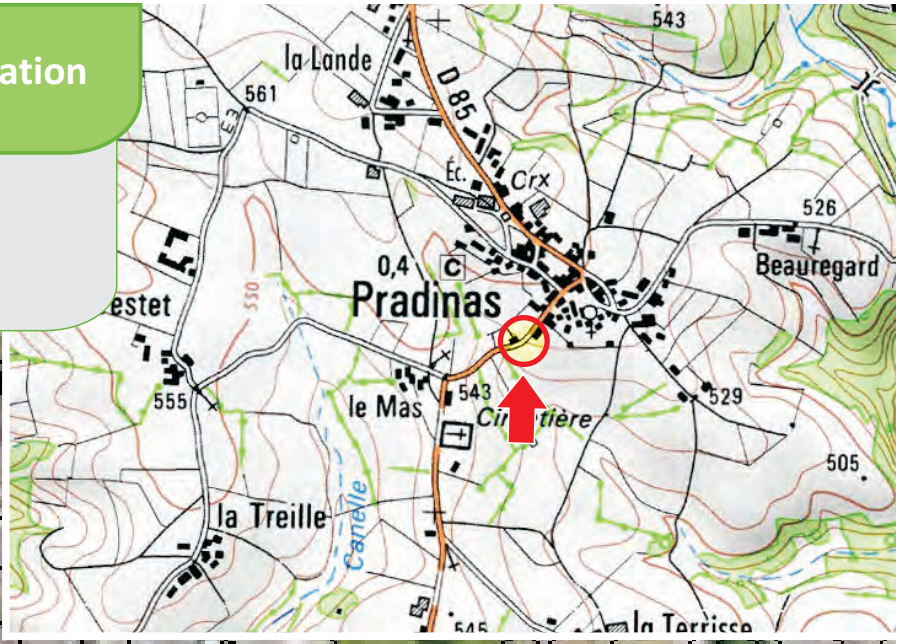 ation
543
la Lande
D 85
561
Éc.
Crx
526
Beauregard
0,4
C
Pradinas
550
estet
555
le Mas
543
529
505
la Treille
Canelle
la Terrisse